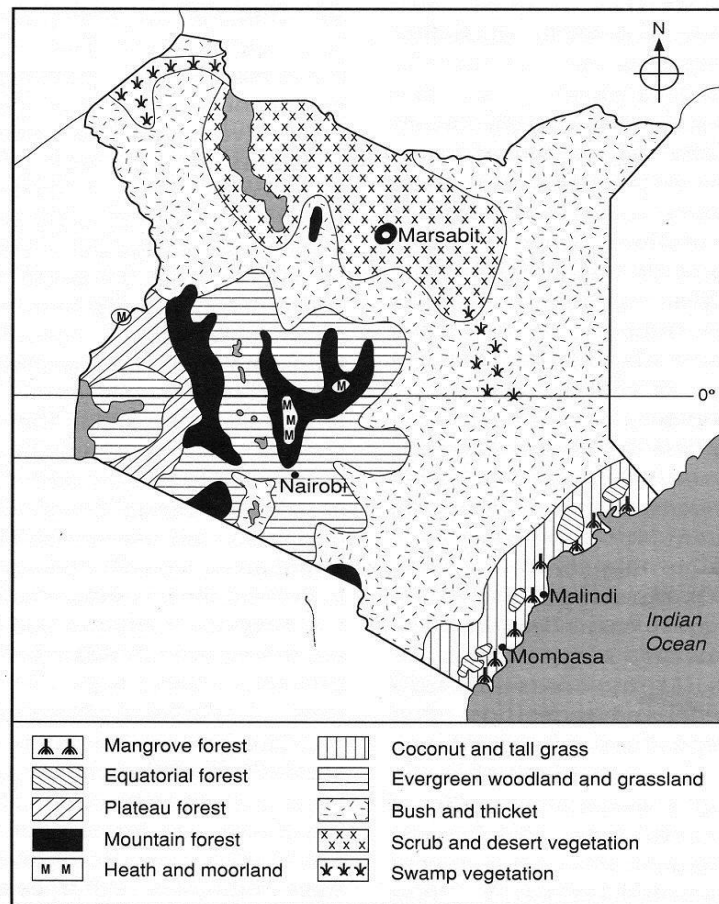 N
Marsabit
M
0°
M
M
M
M
Nairobi
Malindi
Indian
Ocean
Mombasa
Mangrove forest
Equatorial forest
Plateau forest
Mountain forest
M M Heath and moorland
Coconut and tall grass
Evergreen woodland and grassland
Bush and thicket
Scrub and desert vegetation
Swamp vegetation